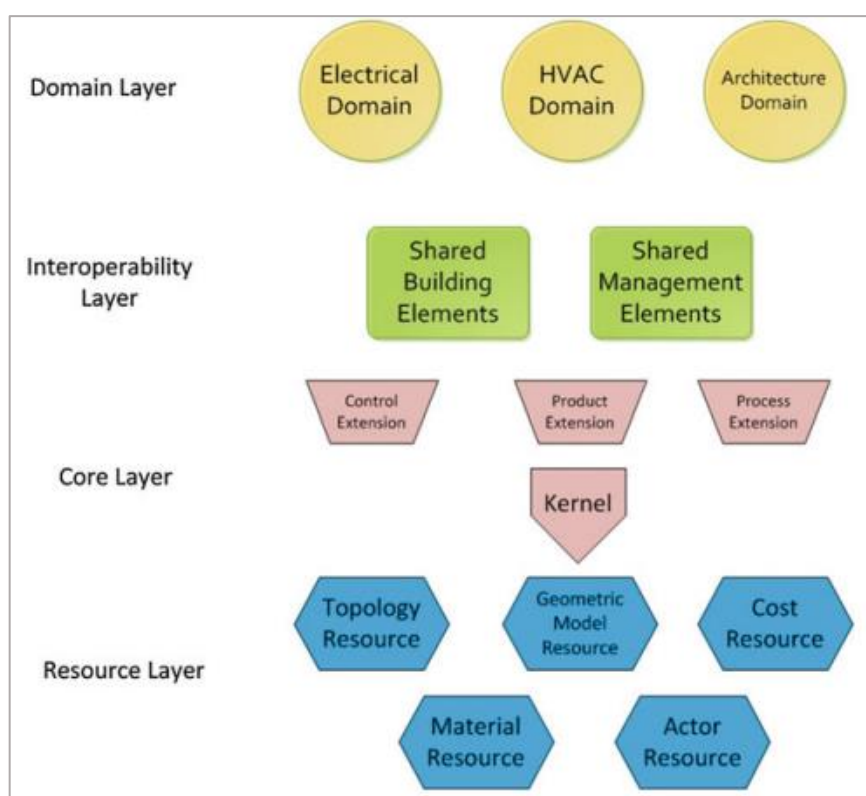 Domain Layer
Electrical
Domain
HVAC
Domain
Architecture
Domain
Interoperability
Layer
Shared
Building
Elements
Shared
Management
Elements
Control
Extension
Product
Extension
Process
Extension
Core Layer
Kernel
Topology
Resource
Geometric
Model
Resource
Cost
Resource
Resource Layer
Material
Resource
Actor
Resource